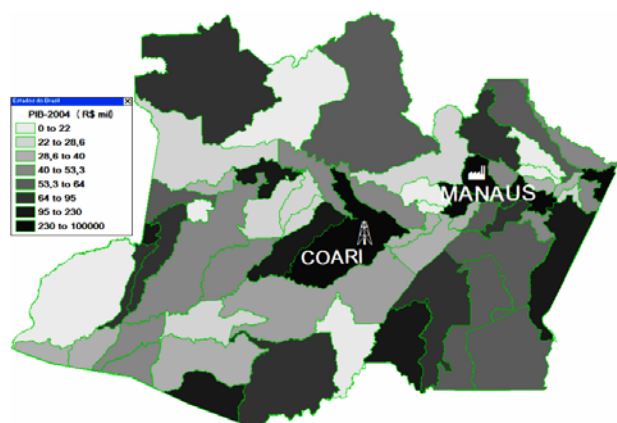 Estados do Brasil
PIB-2004 (R$ mil)
0 to 22
22 to 28,6
28,6 to 40
40 to 53,3
53,3 to 64
64 to 95
95 to 230
230 to 100000
MANAUS
COARI